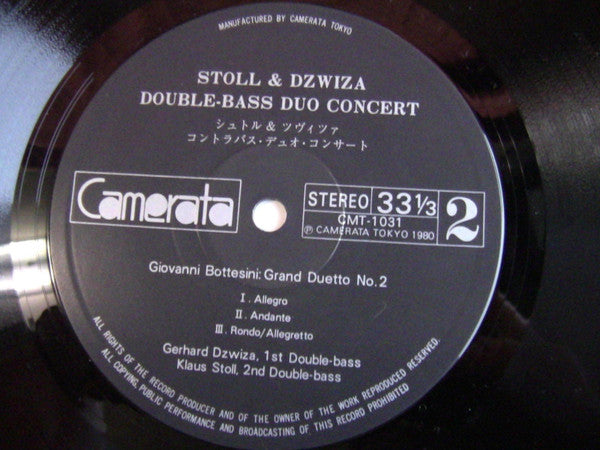 MANUFACTURED BY CAMERATA TOKYO
STOLL & DZWIZA
DOUBLE-BASS DUO CONCERT
シュトル & ツヴィツァ
コントラバス・デュオ・コンサート
Camerata
STEREO 33 1/3 2
CMT-1031
Ⓟ CAMERATA TOKYO 1980
Giovanni Bottesini: Grand Duetto No.2
I. Allegro
II. Andante
III. Rondo/Allegretto
Gerhard Dzwiza, 1st Double-bass
Klaus Stoll, 2nd Double-bass
ALL RIGHTS OF THE RECORD PRODUCER AND OF THE OWNER OF THE WORK REPRODUCED RESERVED.
ALL COPYING, PUBLIC PERFORMANCE AND BROADCASTING OF THIS RECORD PROHIBITED